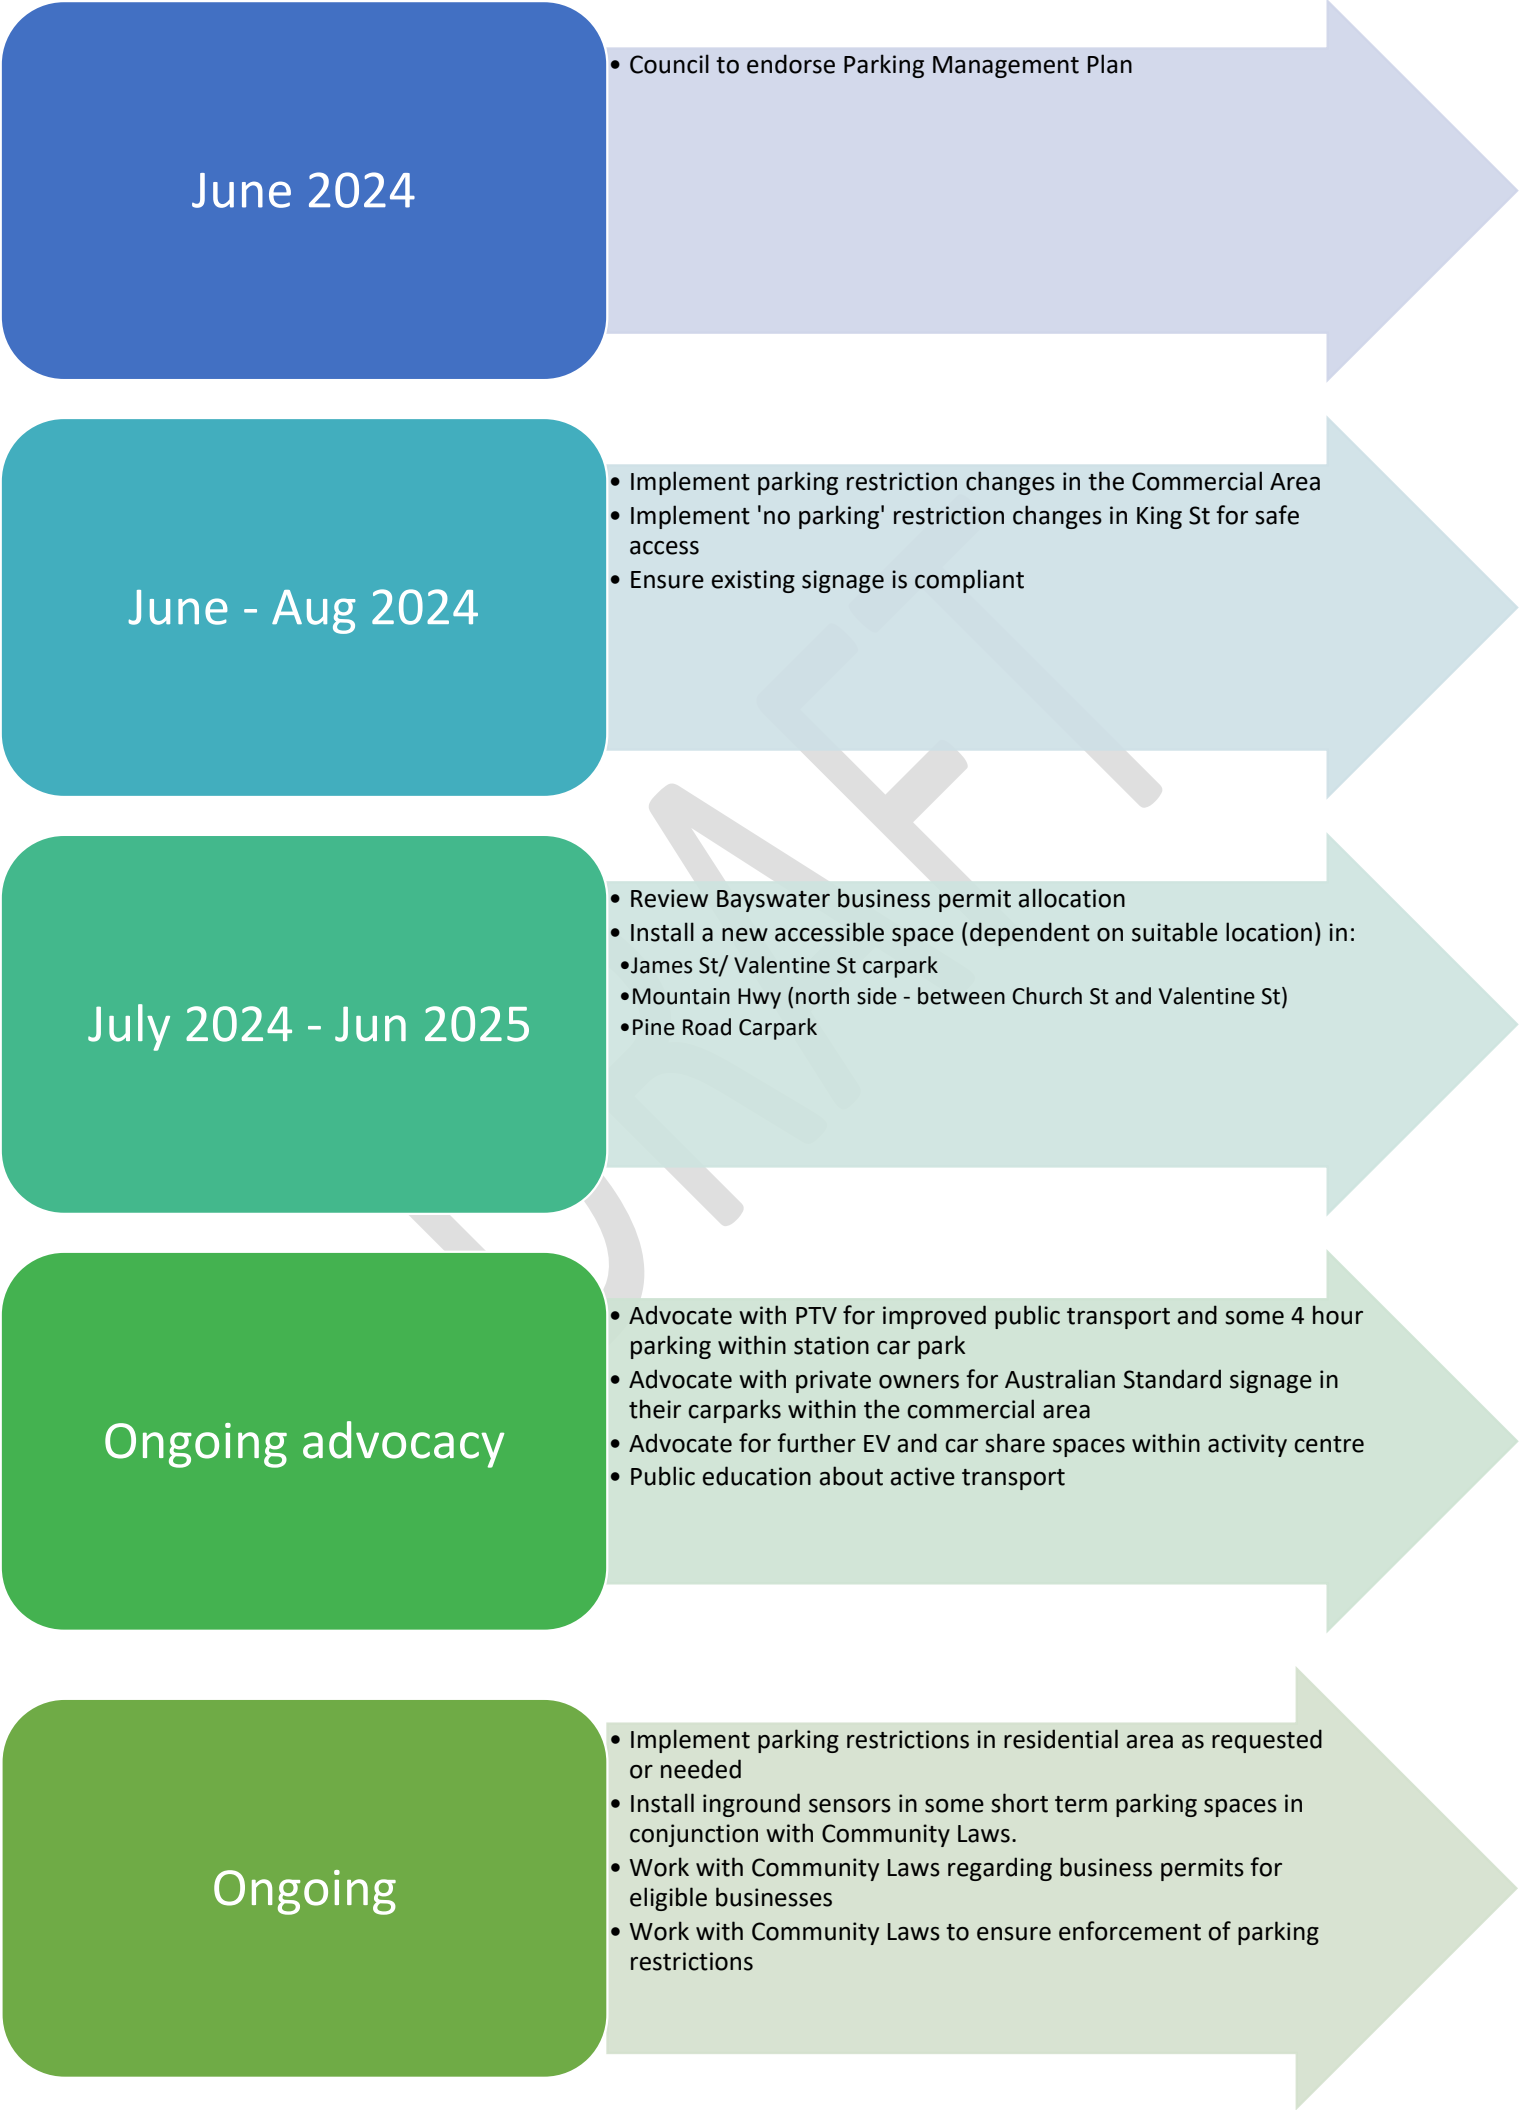 June 2024
• Council to endorse Parking Management Plan
June - Aug 2024
• Implement parking restriction changes in the Commercial Area
• Implement 'no parking' restriction changes in King St for safe
access
• Ensure existing signage is compliant
July 2024 - Jun 2025
• Review Bayswater business permit allocation
• Install a new accessible space (dependent on suitable location) in:
•James St/ Valentine St carpark
•Mountain Hwy (north side - between Church St and Valentine St)
•Pine Road Carpark
Ongoing advocacy
• Advocate with PTV for improved public transport and some 4 hour
parking within station car park
• Advocate with private owners for Australian Standard signage in
their carparks within the commercial area
• Advocate for further EV and car share spaces within activity centre
• Public education about active transport
Ongoing
• Implement parking restrictions in residential area as requested
or needed
• Install inground sensors in some short term parking spaces in
conjunction with Community Laws.
• Work with Community Laws regarding business permits for
eligible businesses
• Work with Community Laws to ensure enforcement of parking
restrictions
DRAFT